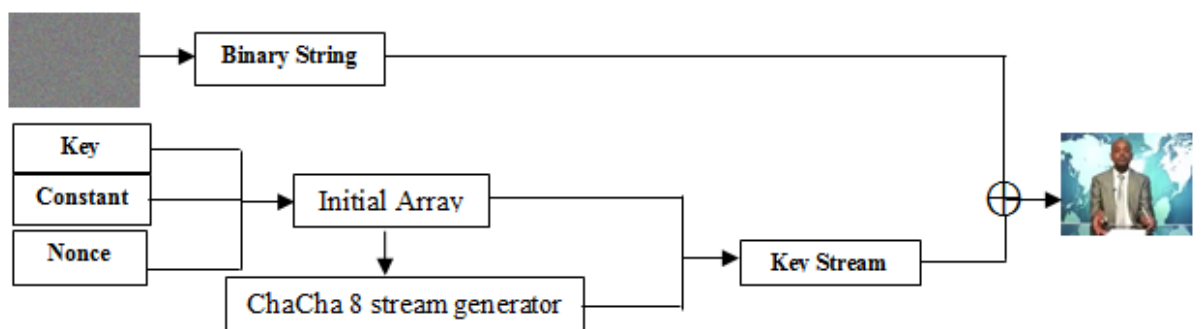 Binary String
Key
Constant
Initial Array
Nonce
Key Stream
ChaCha 8 stream generator